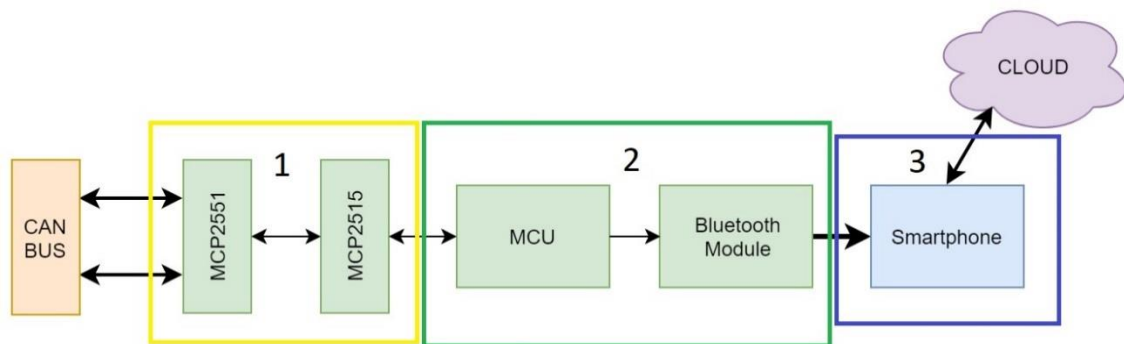 CLOUD
1
2
3
CAN
BUS
MCP2551
MCP2515
MCU
Bluetooth
Module
Smartphone